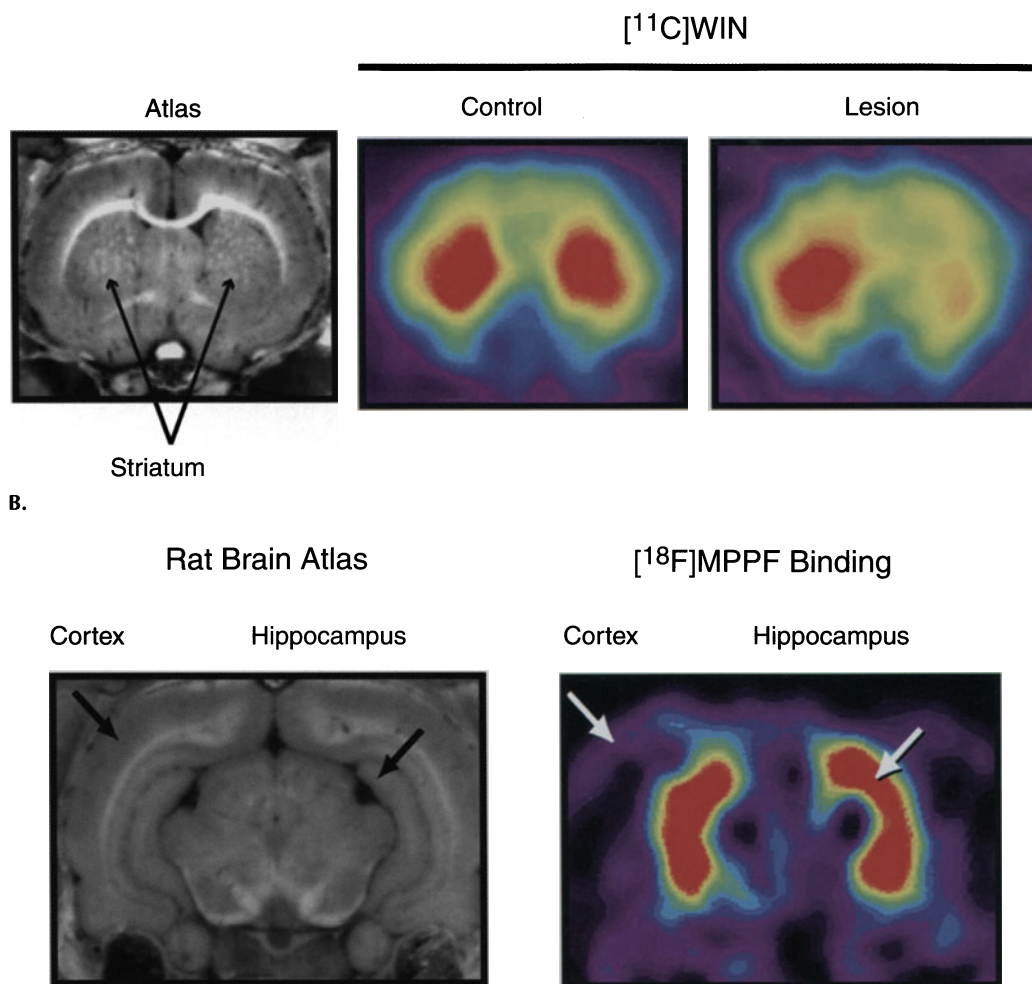 [11C]WIN
Atlas
Control
Lesion
Striatum
B.
Rat Brain Atlas
[18F]MPPF Binding
Cortex
Hippocampus
Cortex
Hippocampus